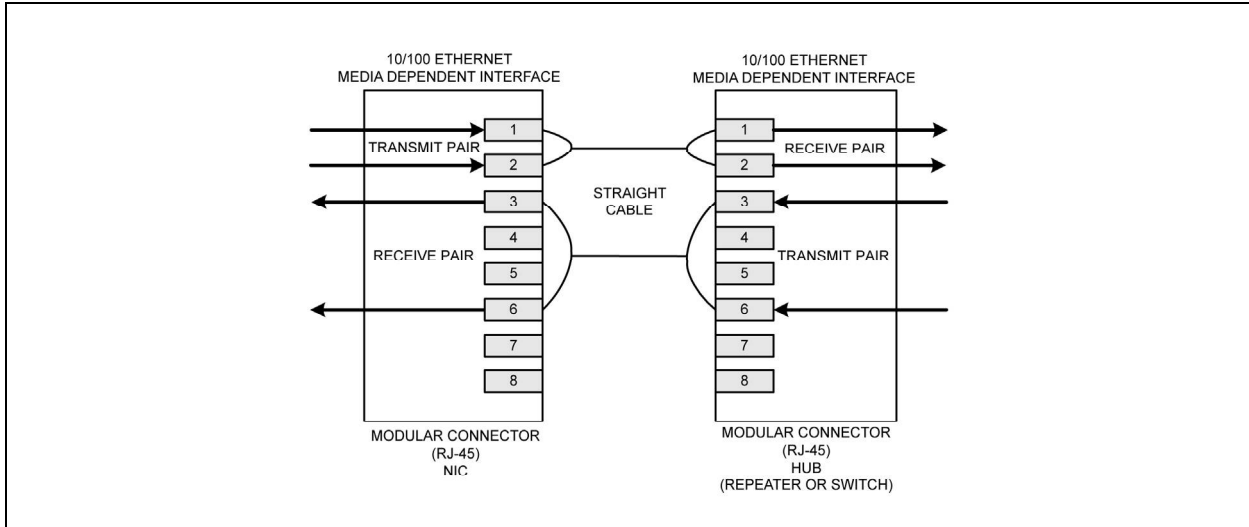 10/100 ETHERNET
MEDIA DEPENDENT INTERFACE
10/100 ETHERNET
MEDIA DEPENDENT INTERFACE
1
TRANSMIT PAIR
2
3
4
RECEIVE PAIR
5
6
7
8
STRAIGHT
CABLE
1
RECEIVE PAIR
2
3
4
TRANSMIT PAIR
5
6
7
8
MODULAR CONNECTOR
(RJ-45)
NIC
MODULAR CONNECTOR
(RJ-45)
HUB
(REPEATER OR SWITCH)